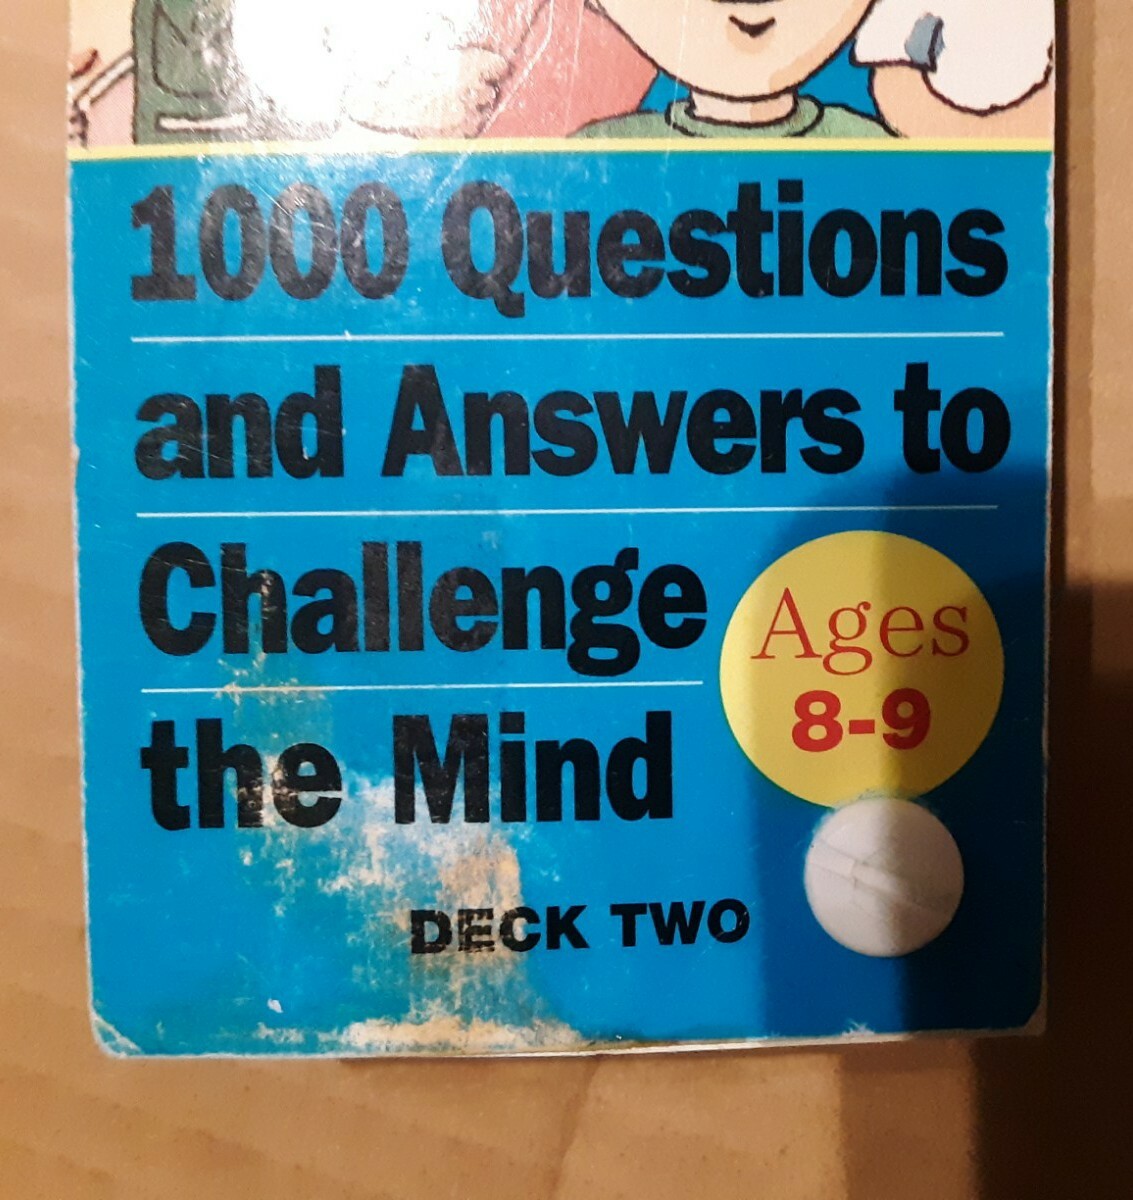 1000 Questions
and Answers to
Challenge
the Mind
Ages
8-9
DECK TWO